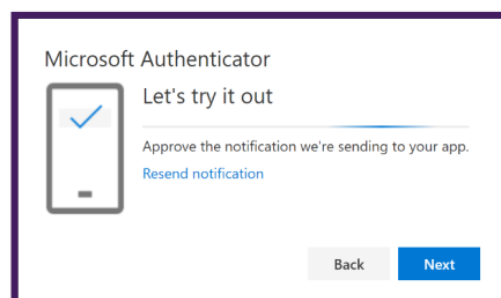 Microsoft Authenticator
Let's try it out
Approve the notification we're sending to your app.
Resend notification
Back
Next